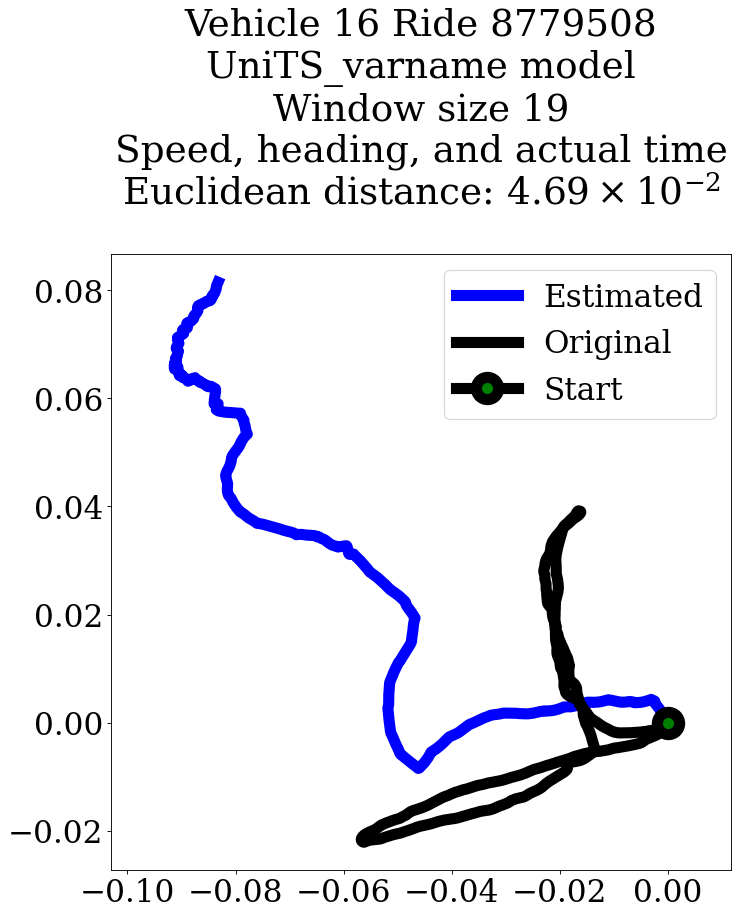 Vehicle 16 Ride 8779508
UniTS_varname model
Window size 19
Speed, heading, and actual time
Euclidean distance: 4.69 × 10⁻²
Estimated
Original
Start
0.08
0.06
0.04
0.02
0.00
−0.02
−0.10 −0.08 −0.06 −0.04 −0.02 0.00